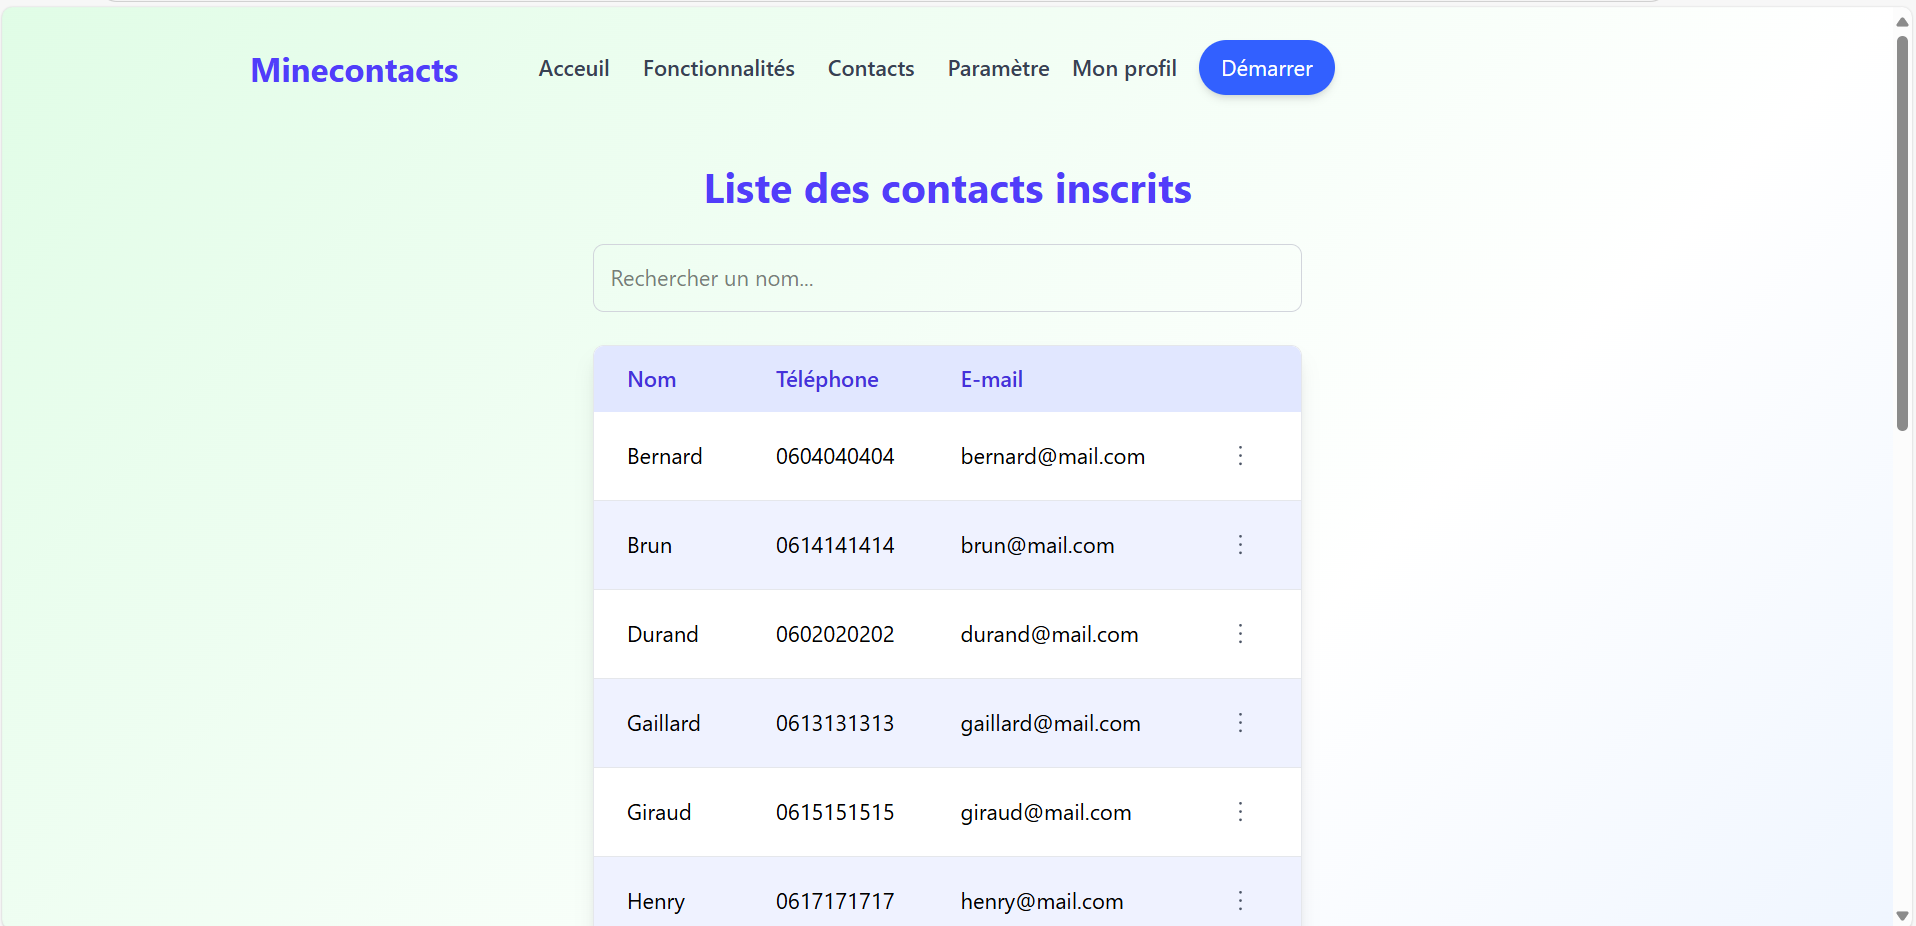 Minecontacts Acceuil Fonctionnalités Contacts Paramètre Mon profil Démarrer
Liste des contacts inscrits
Rechercher un nom...
Nom Téléphone E-mail
Bernard 0604040404 bernard@mail.com
Brun 0614141414 brun@mail.com
Durand 0602020202 durand@mail.com
Gaillard 0613131313 gaillard@mail.com
Giraud 0615151515 giraud@mail.com
Henry 0617171717 henry@mail.com